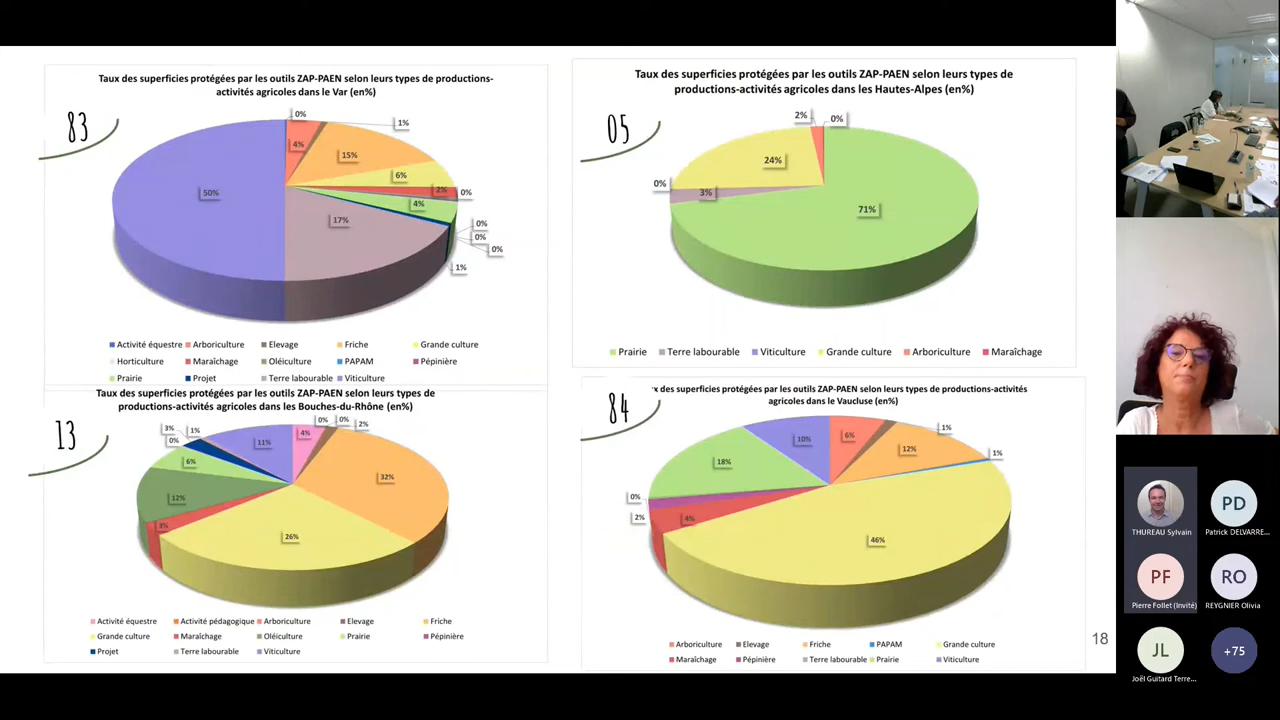 Taux des superficies protégées par les outils ZAP-PAEN selon leurs types de productions-
activités agricoles dans le Var (en%)
83
0%
1%
4%
15%
6%
2%
0%
4%
50%
17%
0%
0%
0%
1%
Activité équestre Arboriculture Elevage Friche Grande culture
Horticulture Maraîchage Oléiculture PAPAM Pépinière
Prairie Projet Terre labourable Viticulture
Taux des superficies protégées par les outils ZAP-PAEN selon leurs types de
productions-activités agricoles dans les Hautes-Alpes (en%)
05
2%
0%
24%
0%
3%
71%
Prairie Terre labourable Viticulture Grande culture Arboriculture Maraîchage
Taux des superficies protégées par les outils ZAP-PAEN selon leurs types de
productions-activités agricoles dans les Bouches-du-Rhône (en%)
13
3%
1%
0%
11%
4%
0%
0%
2%
6%
32%
12%
3%
26%
Activité équestre Activité pédagogique Arboriculture Elevage Friche
Grande culture Maraîchage Oléiculture Prairie Pépinière
Projet Terre labourable Viticulture
x des superficies protégées par les outils ZAP-PAEN selon leurs types de productions-activités
agricoles dans le Vaucluse (en%)
84
10%
6%
1%
12%
1%
18%
0%
2%
4%
46%
Arboriculture Elevage Friche PAPAM Grande culture
Maraîchage Pépinière Terre labourable Prairie Viticulture
18
THUREAU Sylvain
PD
Patrick DELVARRE...
PF
Pierre Follet (Invité)
RO
REYGNIER Olivia
JL
Joël Guitard Terre...
+75